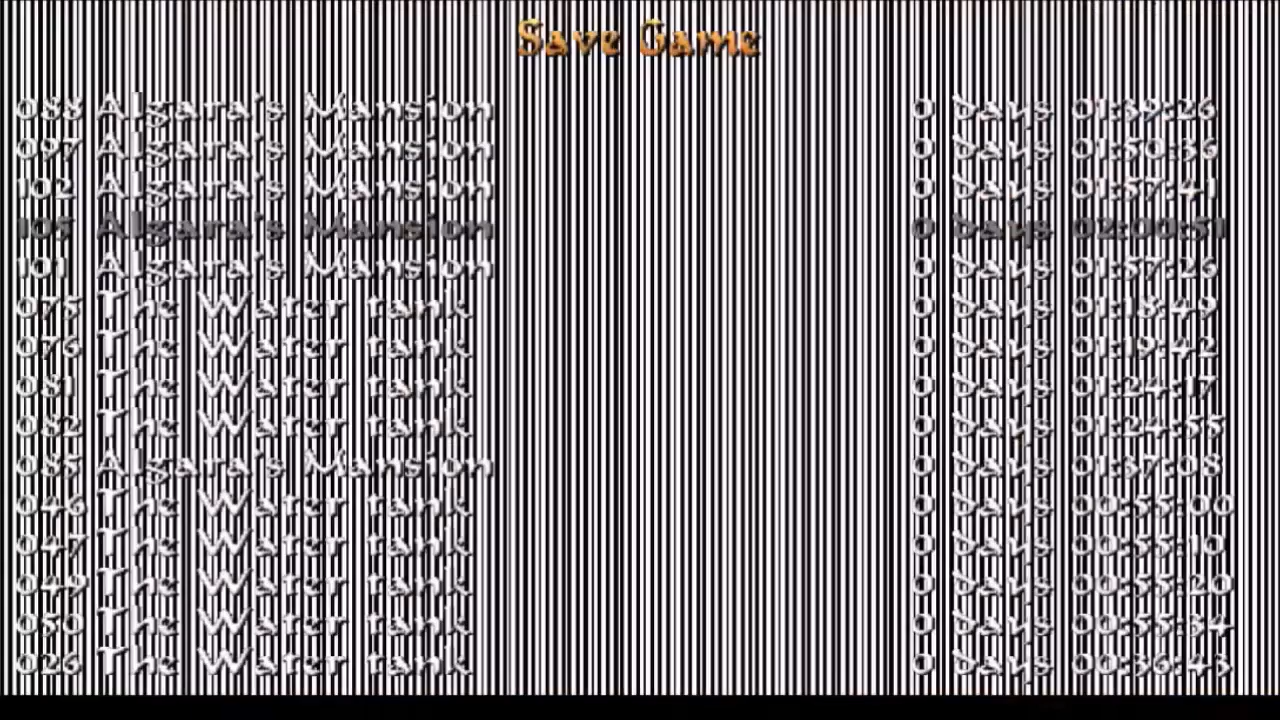 Save Game
088 Algara's Mansion 0 Days 01:39:26
097 Algara's Mansion 0 Days 01:50:36
102 Algara's Mansion 0 Days 01:57:41
105 Algara's Mansion 0 Days 02:00:51
101 Algara's Mansion 0 Days 01:57:26
075 The Water tank 0 Days 01:18:49
076 The Water tank 0 Days 01:19:42
081 The Water tank 0 Days 01:24:17
082 The Water tank 0 Days 01:24:55
085 Algara's Mansion 0 Days 01:37:08
046 The Water tank 0 Days 00:55:00
047 The Water tank 0 Days 00:55:10
049 The Water tank 0 Days 00:55:20
050 The Water tank 0 Days 00:55:34
026 The Water tank 0 Days 00:36:43